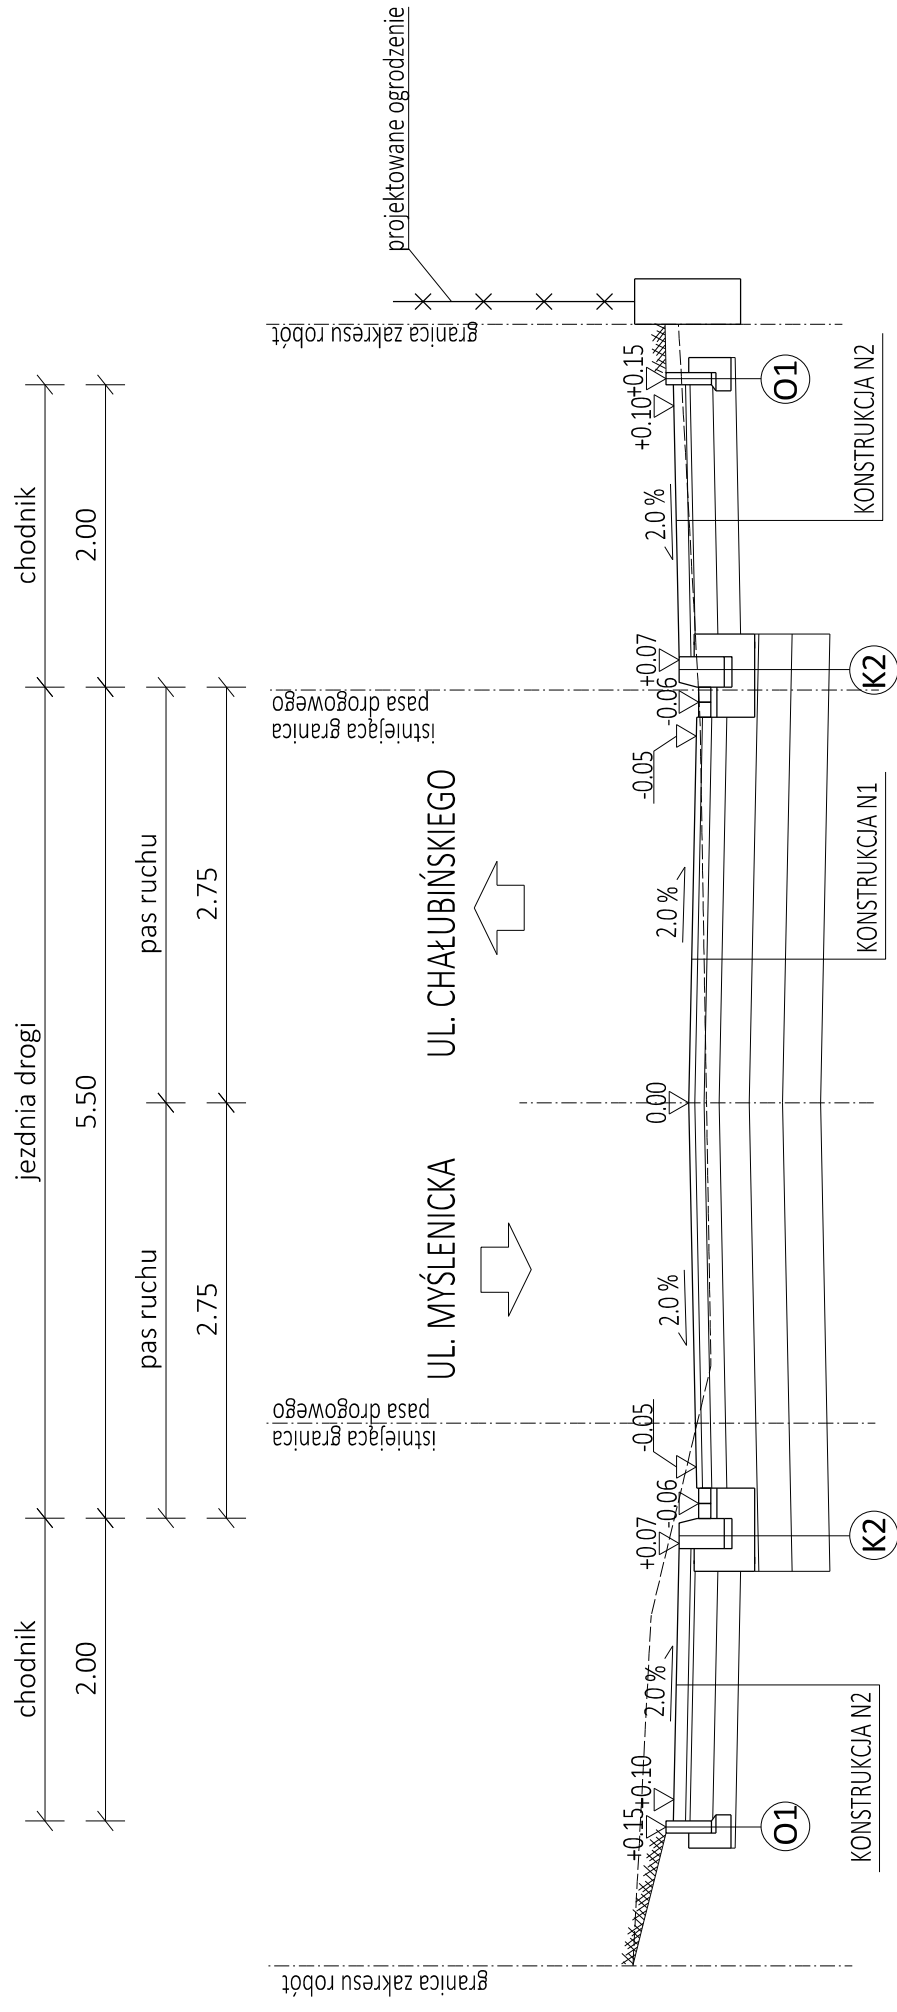 chodnik
jezdnia drogi
chodnik
2.00
5.50
2.00
pas ruchu
pas ruchu
2.75
2.75
granica zakresu robót
istniejąca granica
pasa drogowego
istniejąca granica
pasa drogowego
granica zakresu robót
projektowane ogrodzenie
UL. MYŚLENICKA
UL. CHAŁUBIŃSKIEGO
+0.15
+0.10
2.0 %
+0.07
-0.06
-0.05
2.0 %
0.00
2.0 %
-0.05
-0.06
+0.07
2.0 %
+0.10
+0.15
O1
KONSTRUKCJA N2
K2
KONSTRUKCJA N1
K2
KONSTRUKCJA N2
O1